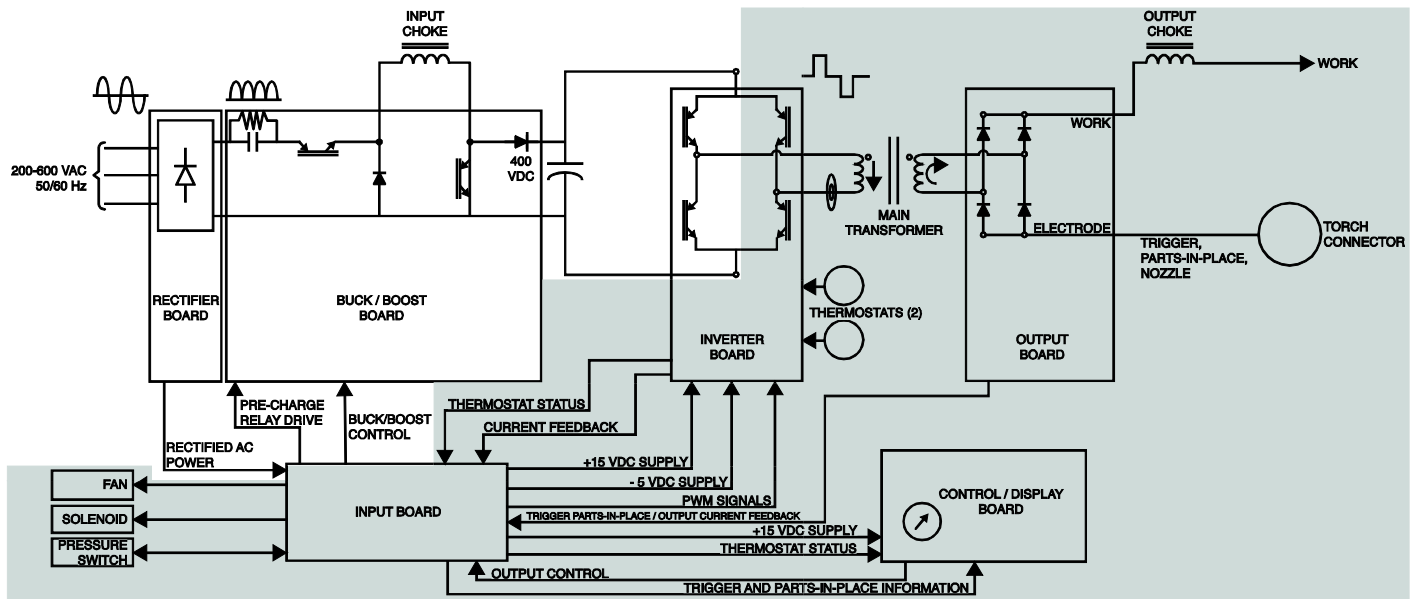 INPUT
CHOKE
OUTPUT
CHOKE
WORK
200-600 VAC
50/60 Hz
400
VDC
WORK
MAIN
TRANSFORMER
ELECTRODE
TRIGGER,
PARTS-IN-PLACE,
NOZZLE
TORCH
CONNECTOR
RECTIFIER
BOARD
BUCK / BOOST
BOARD
THERMOSTATS (2)
INVERTER
BOARD
OUTPUT
BOARD
PRE-CHARGE
RELAY DRIVE
BUCK/BOOST
CONTROL
THERMOSTAT STATUS
CURRENT FEEDBACK
RECTIFIED AC
POWER
+15 VDC SUPPLY
- 5 VDC SUPPLY
PWM SIGNALS
TRIGGER PARTS-IN-PLACE / OUTPUT CURRENT FEEDBACK
+15 VDC SUPPLY
THERMOSTAT STATUS
FAN
SOLENOID
PRESSURE
SWITCH
INPUT BOARD
CONTROL / DISPLAY
BOARD
OUTPUT CONTROL
TRIGGER AND PARTS-IN-PLACE INFORMATION